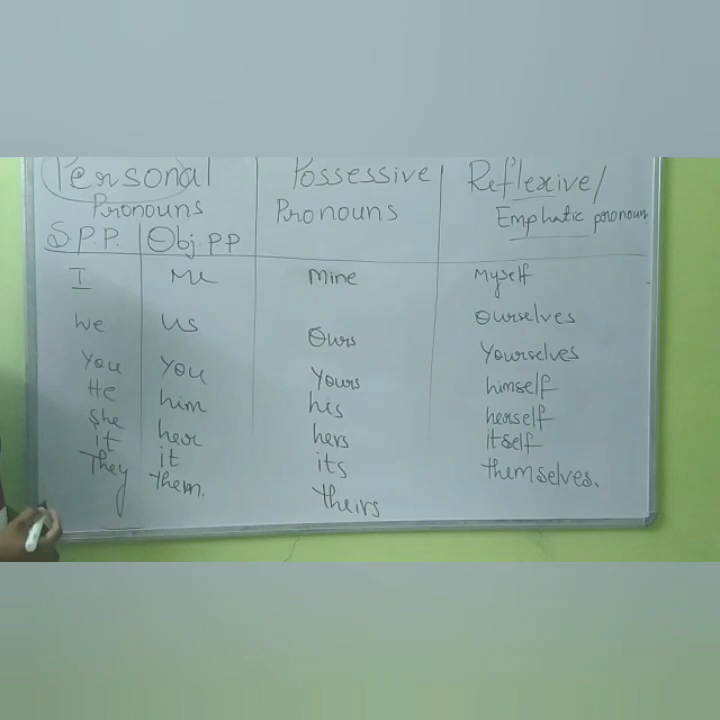 Personal Possessive Reflexive/
Pronouns Pronouns Emphatic pronoun
S.P.P. Obj.P.P
I Me Mine Myself
We us Ours Ourselves
You You Yours Yourselves
He him his himself
She her hers herself
it it its itself
They them. theirs themselves.